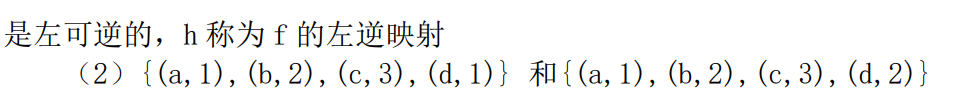 是左可逆的，h 称为 f 的左逆映射
（2）{(a,1),(b,2),(c,3),(d,1)} 和{(a,1),(b,2),(c,3),(d,2)}